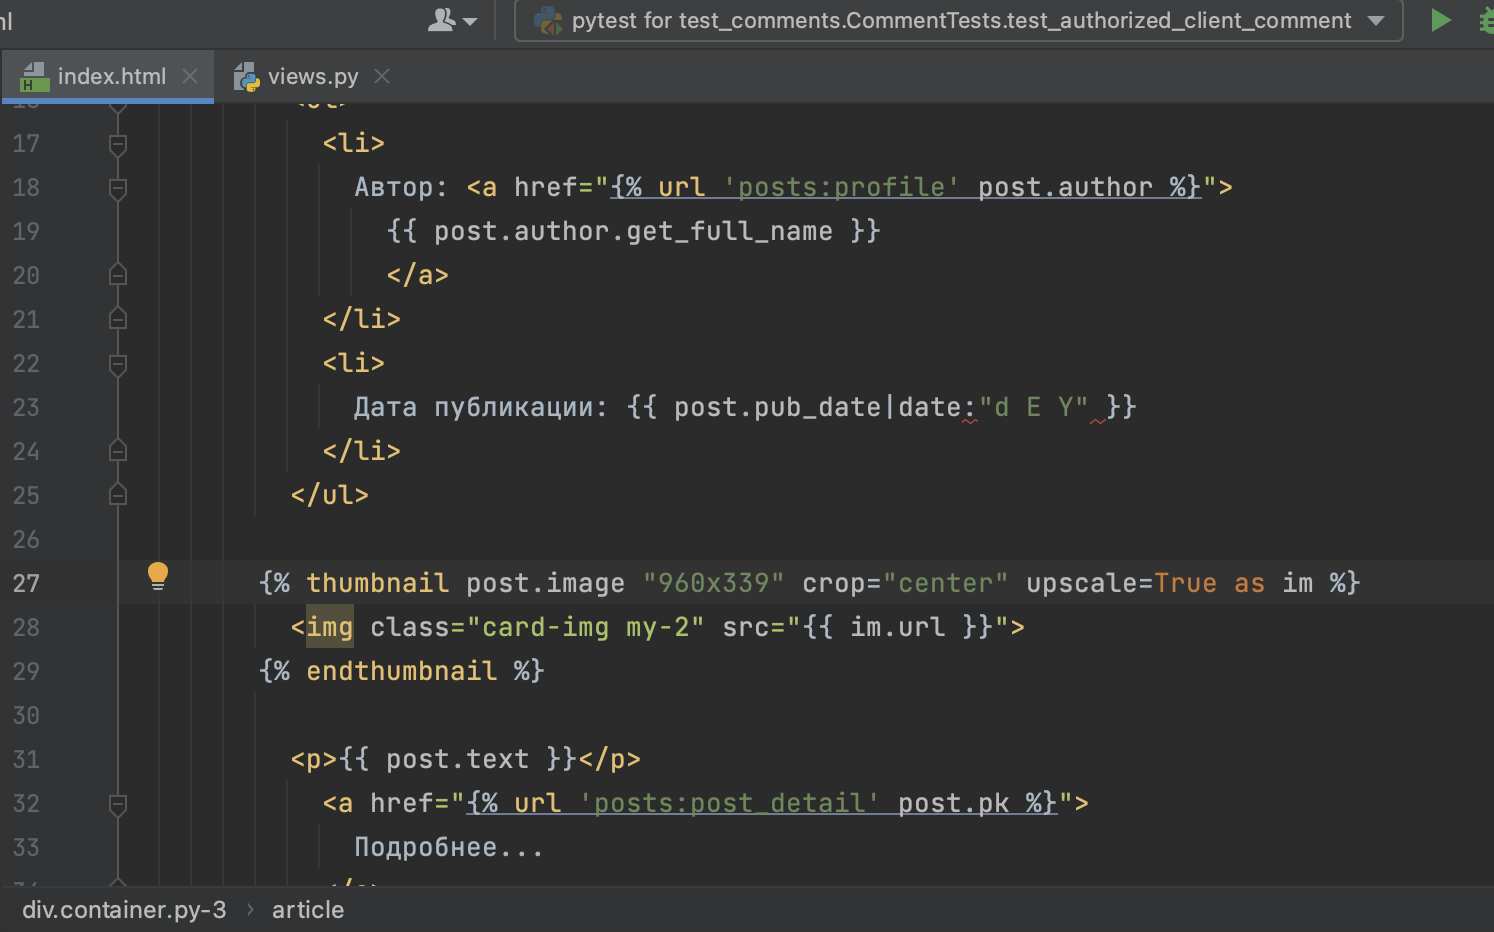 pytest for test_comments.CommentTests.test_authorized_client_comment
index.html
views.py
17 <li>
18 Автор: <a href="{% url 'posts:profile' post.author %}">
19 {{ post.author.get_full_name }}
20 </a>
21 </li>
22 <li>
23 Дата публикации: {{ post.pub_date|date:"d E Y" }}
24 </li>
25 </ul>
26
27 {% thumbnail post.image "960x339" crop="center" upscale=True as im %}
28 <img class="card-img my-2" src="{{ im.url }}">
29 {% endthumbnail %}
30
31 <p>{{ post.text }}</p>
32 <a href="{% url 'posts:post_detail' post.pk %}">
33 Подробнее...
div.container.py-3 › article